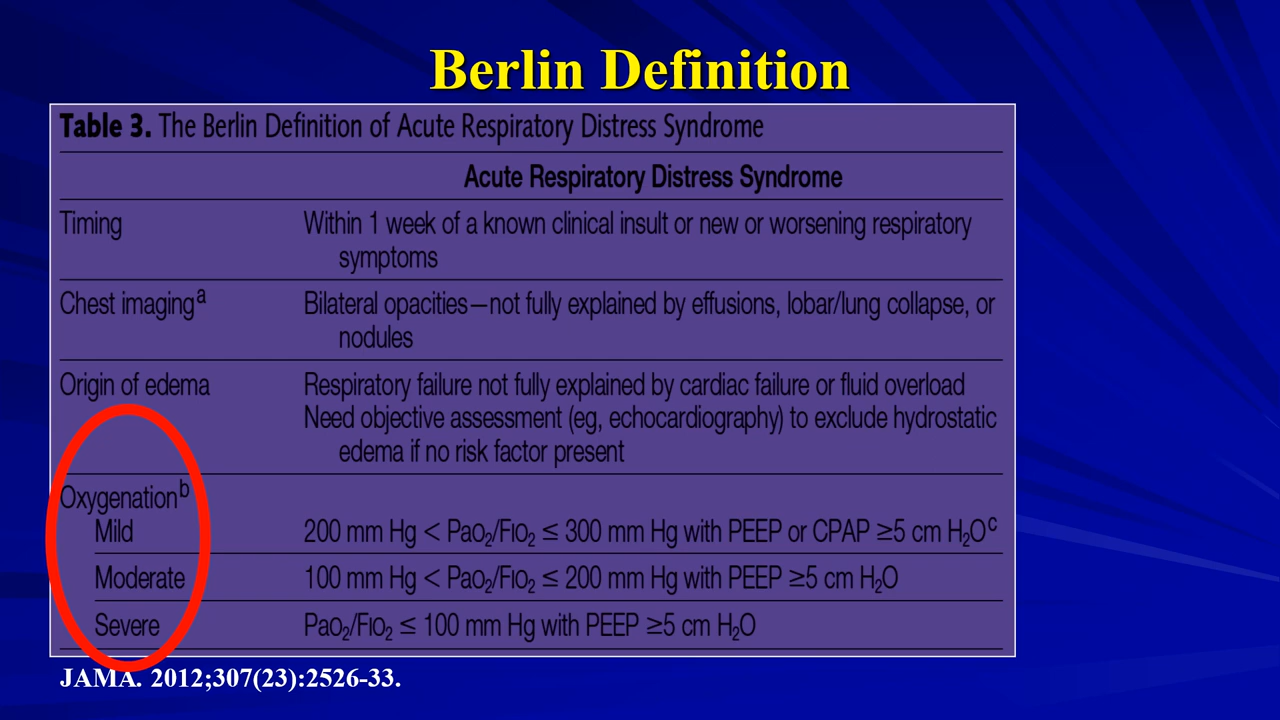 Berlin Definition
Table 3. The Berlin Definition of Acute Respiratory Distress Syndrome
Acute Respiratory Distress Syndrome
Timing Within 1 week of a known clinical insult or new or worsening respiratory
symptoms
Chest imagingᵃ Bilateral opacities—not fully explained by effusions, lobar/lung collapse, or
nodules
Origin of edema Respiratory failure not fully explained by cardiac failure or fluid overload
Need objective assessment (eg, echocardiography) to exclude hydrostatic
edema if no risk factor present
Oxygenationᵇ
Mild 200 mm Hg < PaO₂/FIO₂ ≤ 300 mm Hg with PEEP or CPAP ≥5 cm H₂Oᶜ
Moderate 100 mm Hg < PaO₂/FIO₂ ≤ 200 mm Hg with PEEP ≥5 cm H₂O
Severe PaO₂/FIO₂ ≤ 100 mm Hg with PEEP ≥5 cm H₂O
JAMA. 2012;307(23):2526-33.